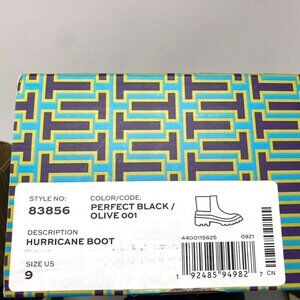 STYLE NO:
83856
COLOR/CODE:
PERFECT BLACK /
OLIVE 001
DESCRIPTION
HURRICANE BOOT
SIZE US
9
4400115625 0921
1 92485 94982 7 CN